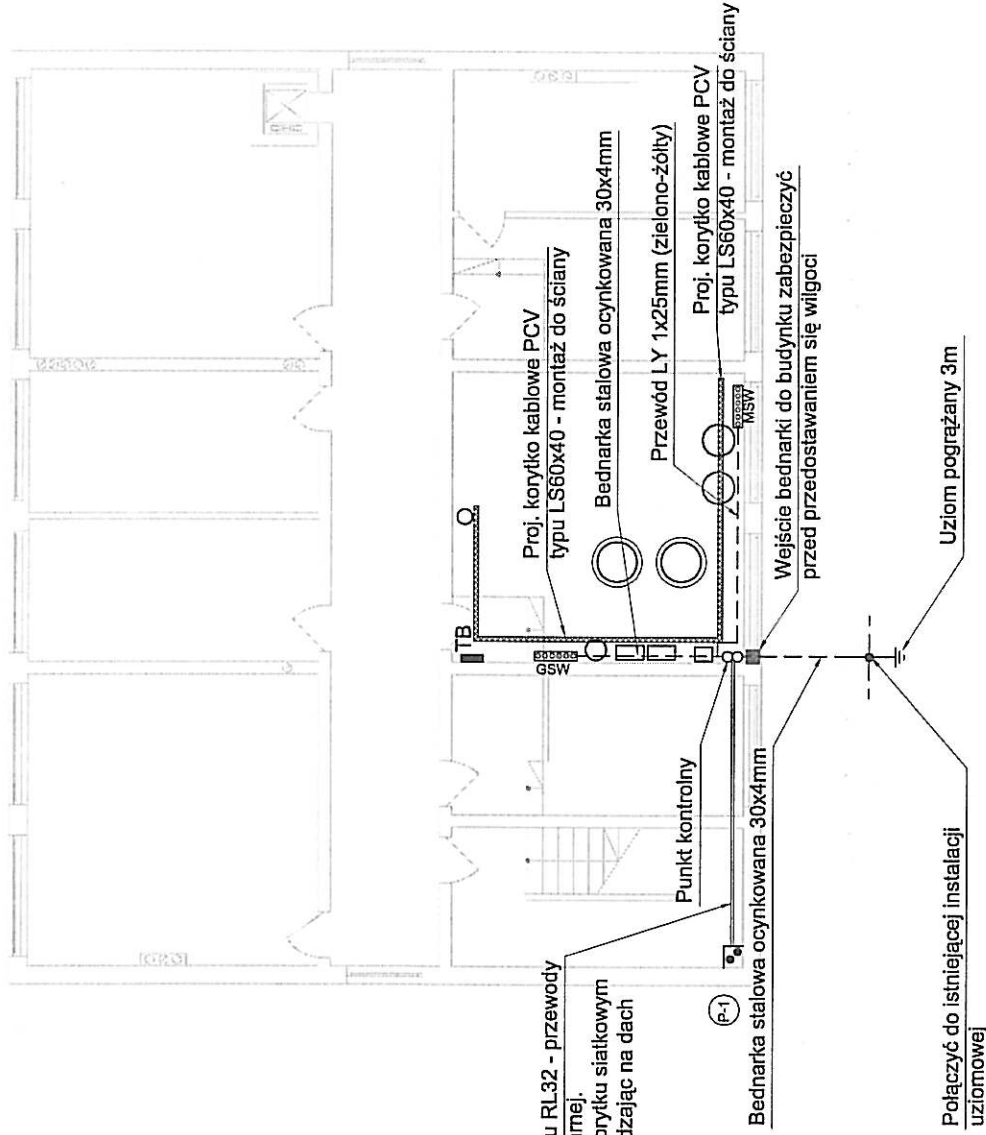 Proj. korytko kablowe PCV
typu LS60x40 - montaż do ściany
Bednarka stalowa ocynkowana 30x4mm
Przewód LY 1x25mm (zielono-żółty)
Proj. korytko kablowe PCV
typu LS60x40 - montaż do ściany
TB
GSW
MSW
Punkt kontrolny
u RL32 - przewody
rnej.
orytku siatkowym
dzając na dach
P-1
Wejście bednarki do budynku zabezpieczyć
przed przedostawaniem się wilgoci
Bednarka stalowa ocynkowana 30x4mm
Uziom pogrążany 3m
Połączyć do istniejącej instalacji
uziomowej